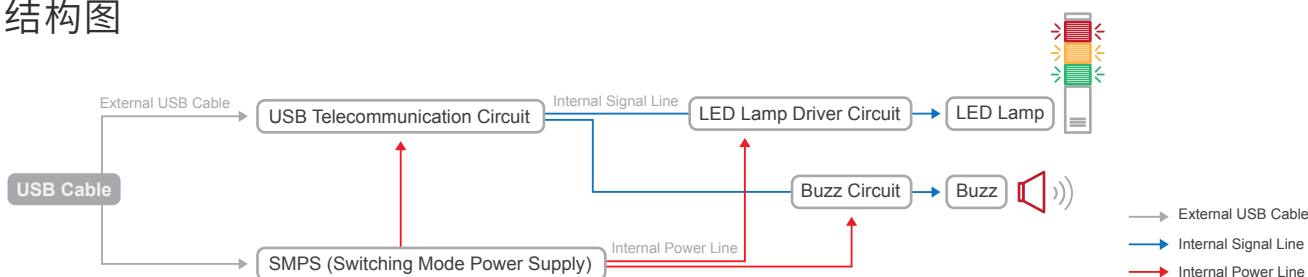 结构图
External USB Cable
USB Telecommunication Circuit
Internal Signal Line
LED Lamp Driver Circuit
LED Lamp
USB Cable
Buzz Circuit
Buzz
SMPS (Switching Mode Power Supply)
Internal Power Line
External USB Cable
Internal Signal Line
Internal Power Line